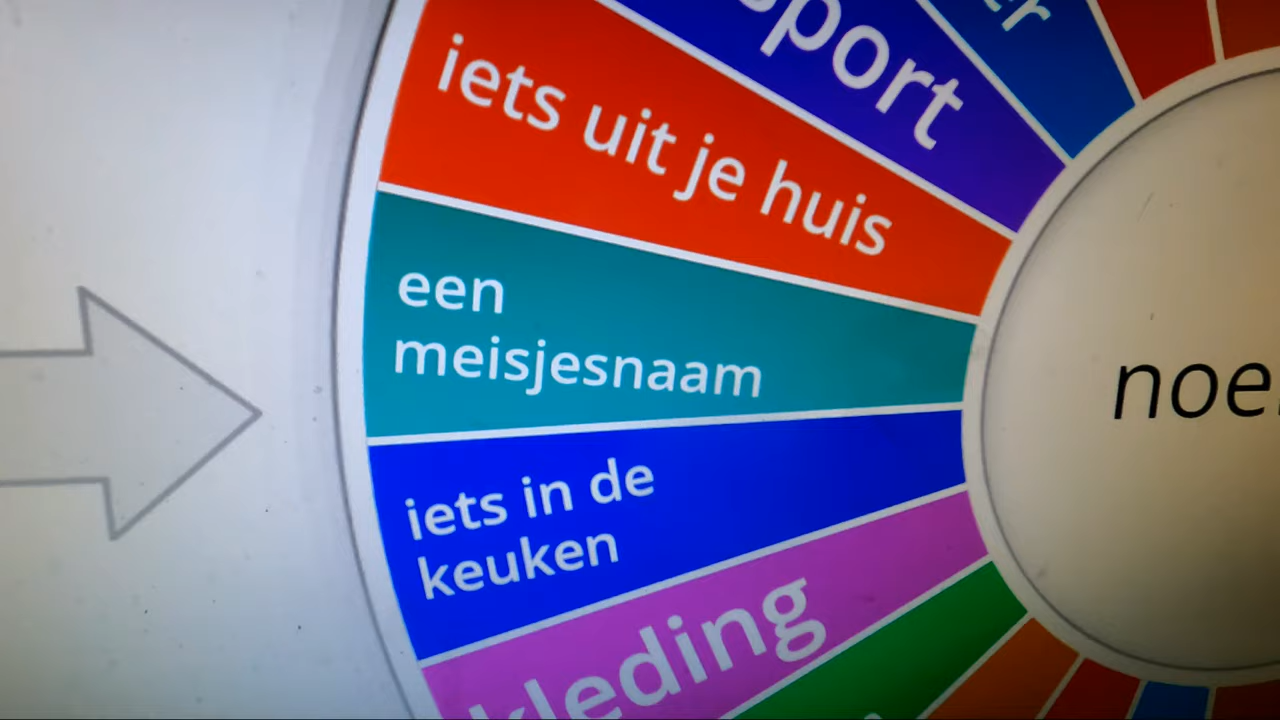 sport
iets uit je huis
een
meisjesnaam
iets in de
keuken
kleding